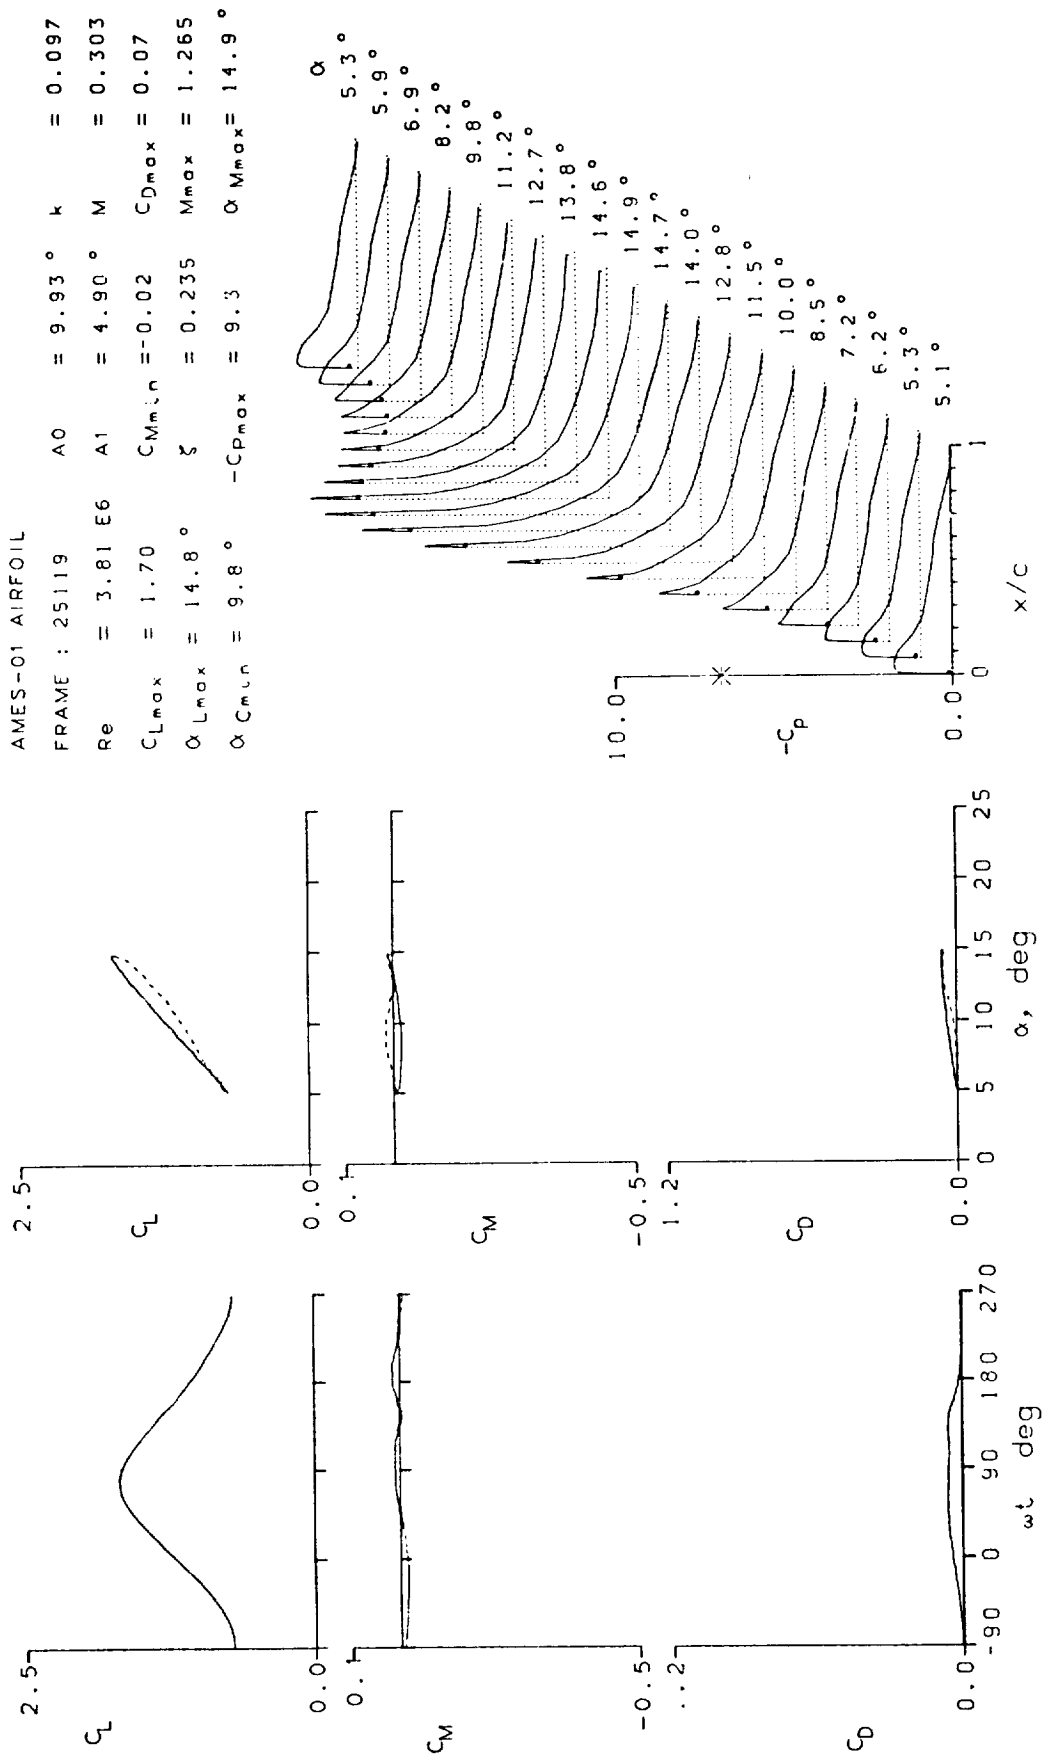 AMES-01 AIRFOIL
FRAME : 25119 A0 = 9.93° k = 0.097
Re = 3.81 E6 A1 = 4.90° M = 0.303
CLmax = 1.70 CMmin =-0.02 CDmax = 0.07
αLmax = 14.8° ζ = 0.235 Mmax = 1.265
αCmin = 9.8° -CPmax = 9.3 αMmax= 14.9°
2.5
CL
0.0
0.1
CM
-0.5
..2
CD
0.0
-90 0 90 180 270
ωt deg
2.5
CL
0.0
0.1
CM
-0.5
1.2
CD
0.0
0 5 10 15 20 25
α, deg
α
5.3°
5.9°
6.9°
8.2°
9.8°
11.2°
12.7°
13.8°
14.6°
14.9°
14.7°
14.0°
12.8°
11.5°
10.0°
8.5°
7.2°
6.2°
5.3°
5.1°
10.0
-Cp
0.0
0 1
x/c